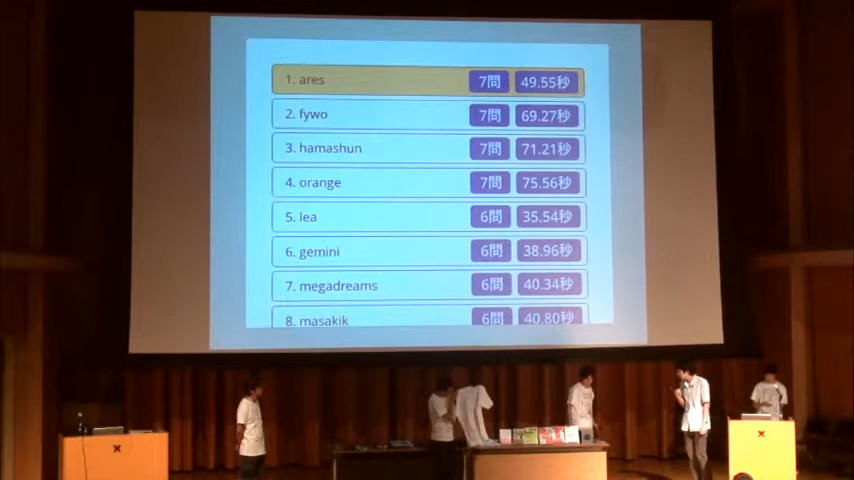 1. ares 7問 49.55秒
2. fywo 7問 69.27秒
3. hamashun 7問 71.21秒
4. orange 7問 75.56秒
5. lea 6問 35.54秒
6. gemini 6問 38.96秒
7. megadreams 6問 40.34秒
8. masakik 6問 40.80秒